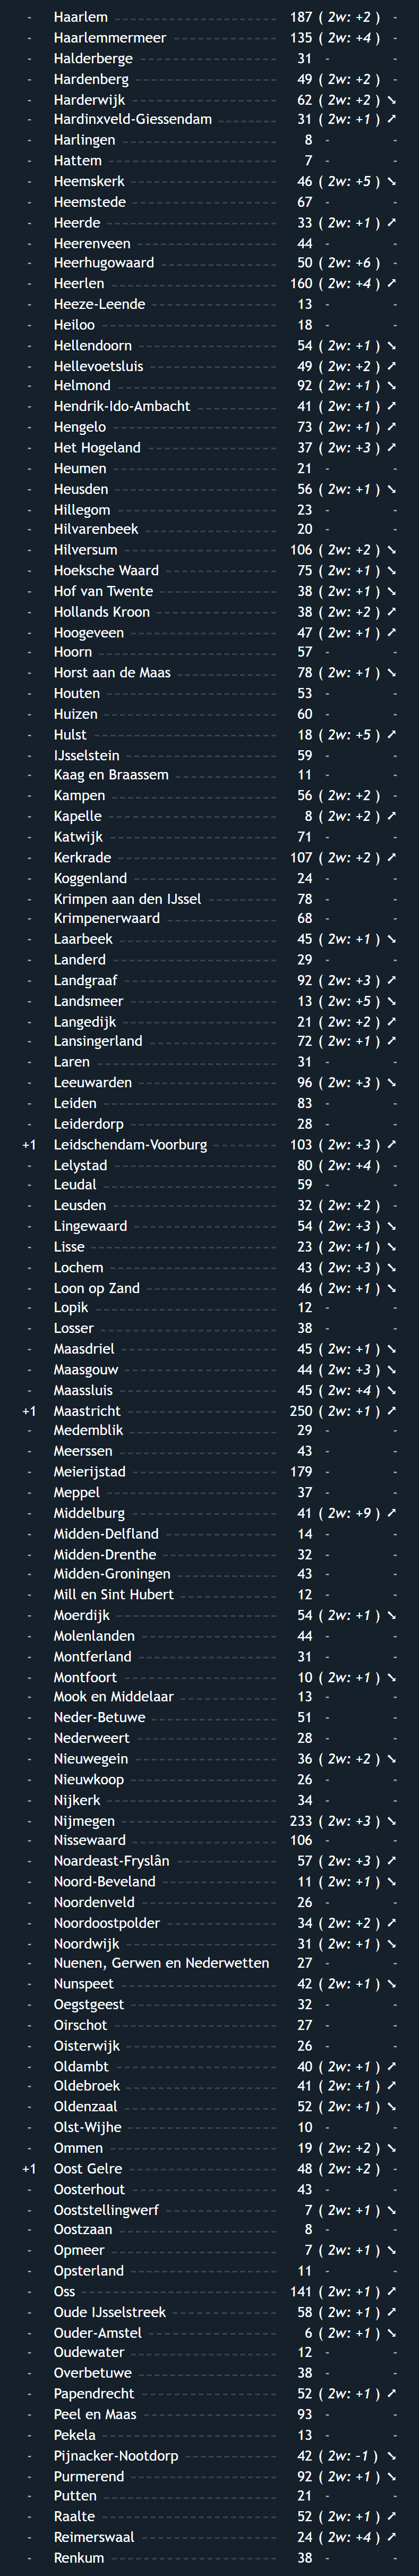 - Haarlem 187 ( 2w: +2 ) -
- Haarlemmermeer 135 ( 2w: +4 ) -
- Halderberge 31 - -
- Hardenberg 49 ( 2w: +2 ) -
- Harderwijk 62 ( 2w: +2 ) ↘
- Hardinxveld-Giessendam 31 ( 2w: +1 ) ↗
- Harlingen 8 - -
- Hattem 7 - -
- Heemskerk 46 ( 2w: +5 ) ↘
- Heemstede 67 - -
- Heerde 33 ( 2w: +1 ) ↗
- Heerenveen 44 - -
- Heerhugowaard 50 ( 2w: +6 ) -
- Heerlen 160 ( 2w: +4 ) ↗
- Heeze-Leende 13 - -
- Heiloo 18 - -
- Hellendoorn 54 ( 2w: +1 ) ↘
- Hellevoetsluis 49 ( 2w: +2 ) ↗
- Helmond 92 ( 2w: +1 ) ↘
- Hendrik-Ido-Ambacht 41 ( 2w: +1 ) ↗
- Hengelo 73 ( 2w: +1 ) ↗
- Het Hogeland 37 ( 2w: +3 ) ↗
- Heumen 21 - -
- Heusden 56 ( 2w: +1 ) ↘
- Hillegom 23 - -
- Hilvarenbeek 20 - -
- Hilversum 106 ( 2w: +2 ) ↘
- Hoeksche Waard 75 ( 2w: +1 ) ↘
- Hof van Twente 38 ( 2w: +1 ) ↘
- Hollands Kroon 38 ( 2w: +2 ) ↗
- Hoogeveen 47 ( 2w: +1 ) ↗
- Hoorn 57 - -
- Horst aan de Maas 78 ( 2w: +1 ) ↘
- Houten 53 - -
- Huizen 60 - -
- Hulst 18 ( 2w: +5 ) ↗
- IJsselstein 59 - -
- Kaag en Braassem 11 - -
- Kampen 56 ( 2w: +2 ) -
- Kapelle 8 ( 2w: +2 ) ↗
- Katwijk 71 - -
- Kerkrade 107 ( 2w: +2 ) ↗
- Koggenland 24 - -
- Krimpen aan den IJssel 78 - -
- Krimpenerwaard 68 - -
- Laarbeek 45 ( 2w: +1 ) ↘
- Landerd 29 - -
- Landgraaf 92 ( 2w: +3 ) ↗
- Landsmeer 13 ( 2w: +5 ) ↘
- Langedijk 21 ( 2w: +2 ) ↗
- Lansingerland 72 ( 2w: +1 ) ↗
- Laren 31 - -
- Leeuwarden 96 ( 2w: +3 ) ↘
- Leiden 83 - -
- Leiderdorp 28 - -
+1 Leidschendam-Voorburg 103 ( 2w: +3 ) ↗
- Lelystad 80 ( 2w: +4 ) -
- Leudal 59 - -
- Leusden 32 ( 2w: +2 ) -
- Lingewaard 54 ( 2w: +3 ) ↘
- Lisse 23 ( 2w: +1 ) ↘
- Lochem 43 ( 2w: +3 ) ↘
- Loon op Zand 46 ( 2w: +1 ) ↘
- Lopik 12 - -
- Losser 38 - -
- Maasdriel 45 ( 2w: +1 ) ↘
- Maasgouw 44 ( 2w: +3 ) ↘
- Maassluis 45 ( 2w: +4 ) ↘
+1 Maastricht 250 ( 2w: +1 ) ↗
- Medemblik 29 - -
- Meerssen 43 - -
- Meierijstad 179 - -
- Meppel 37 - -
- Middelburg 41 ( 2w: +9 ) ↗
- Midden-Delfland 14 - -
- Midden-Drenthe 32 - -
- Midden-Groningen 43 - -
- Mill en Sint Hubert 12 - -
- Moerdijk 54 ( 2w: +1 ) ↘
- Molenlanden 44 - -
- Montferland 31 - -
- Montfoort 10 ( 2w: +1 ) ↘
- Mook en Middelaar 13 - -
- Neder-Betuwe 51 - -
- Nederweert 28 - -
- Nieuwegein 36 ( 2w: +2 ) ↘
- Nieuwkoop 26 - -
- Nijkerk 34 - -
- Nijmegen 233 ( 2w: +3 ) ↘
- Nissewaard 106 - -
- Noardeast-Fryslân 57 ( 2w: +3 ) ↗
- Noord-Beveland 11 ( 2w: +1 ) ↘
- Noordenveld 26 - -
- Noordoostpolder 34 ( 2w: +2 ) ↗
- Noordwijk 31 ( 2w: +1 ) ↘
- Nuenen, Gerwen en Nederwetten 27 - -
- Nunspeet 42 ( 2w: +1 ) ↘
- Oegstgeest 32 - -
- Oirschot 27 - -
- Oisterwijk 26 - -
- Oldambt 40 ( 2w: +1 ) ↗
- Oldebroek 41 ( 2w: +1 ) ↗
- Oldenzaal 52 ( 2w: +1 ) ↘
- Olst-Wijhe 10 - -
- Ommen 19 ( 2w: +2 ) ↘
+1 Oost Gelre 48 ( 2w: +2 ) -
- Oosterhout 43 - -
- Ooststellingwerf 7 ( 2w: +1 ) ↘
- Oostzaan 8 - -
- Opmeer 7 ( 2w: +1 ) ↘
- Opsterland 11 - -
- Oss 141 ( 2w: +1 ) ↗
- Oude IJsselstreek 58 ( 2w: +1 ) ↗
- Ouder-Amstel 6 ( 2w: +1 ) ↘
- Oudewater 12 - -
- Overbetuwe 38 - -
- Papendrecht 52 ( 2w: +1 ) ↗
- Peel en Maas 93 - -
- Pekela 13 - -
- Pijnacker-Nootdorp 42 ( 2w: -1 ) ↘
- Purmerend 92 ( 2w: +1 ) ↘
- Putten 21 - -
- Raalte 52 ( 2w: +1 ) ↗
- Reimerswaal 24 ( 2w: +4 ) ↗
- Renkum 38 - -